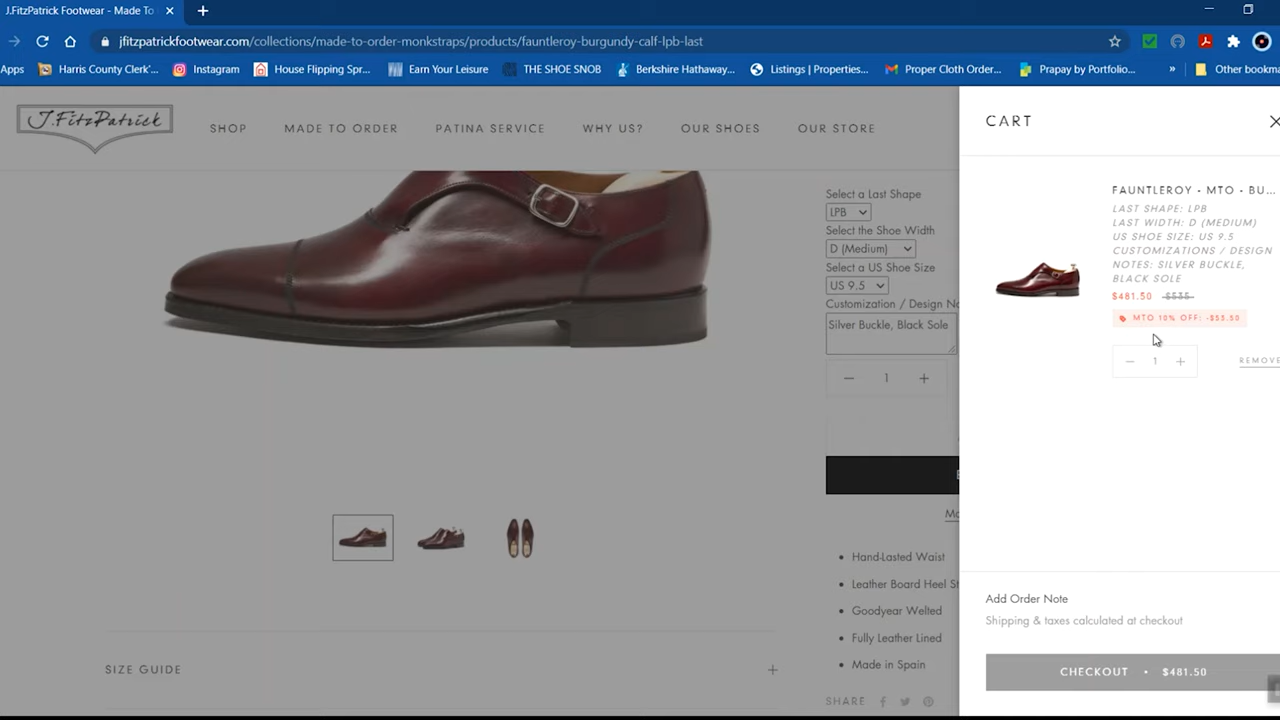 J.FitzPatrick Footwear - Made To
jfitzpatrickfootwear.com/collections/made-to-order-monkstraps/products/fauntleroy-burgundy-calf-lpb-last
Apps
Harris County Clerk'...
Instagram
House Flipping Spr...
Earn Your Leisure
THE SHOE SNOB
Berkshire Hathaway...
Listings | Properties...
Proper Cloth Order...
Prapay by Portfolio...
»
Other bookma
J.FitzPatrick
SHOP
MADE TO ORDER
PATINA SERVICE
WHY US?
OUR SHOES
OUR STORE
Select a Last Shape
LPB
Select the Shoe Width
D (Medium)
Select a US Shoe Size
US 9.5
Customization / Design No
Silver Buckle, Black Sole
− 1 +
Hand-Lasted Waist
Leather Board Heel St
Goodyear Welted
Fully Leather Lined
Made in Spain
SIZE GUIDE +
SHARE
CART
FAUNTLEROY - MTO - BU...
LAST SHAPE: LPB
LAST WIDTH: D (MEDIUM)
US SHOE SIZE: US 9.5
CUSTOMIZATIONS / DESIGN
NOTES: SILVER BUCKLE,
BLACK SOLE
$481.50 $535
MTO 10% OFF: -$53.50
− 1 +
REMOVE
Add Order Note
Shipping & taxes calculated at checkout
CHECKOUT • $481.50